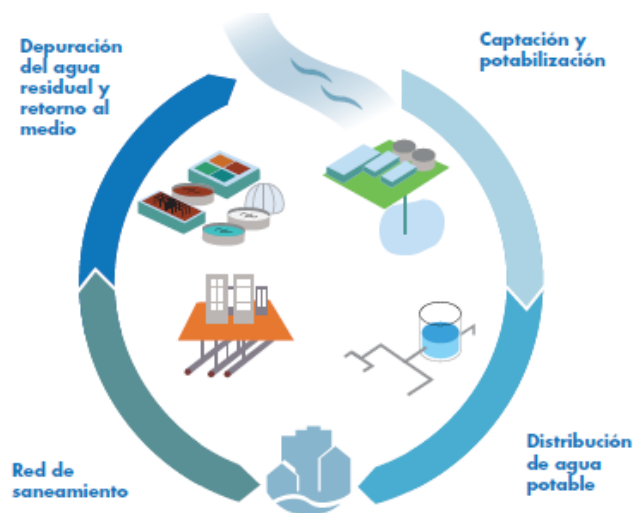 Depuración
del agua
residual y
retorno al
medio
Captación y
potabilización
Red de
saneamiento
Distribución
de agua
potable